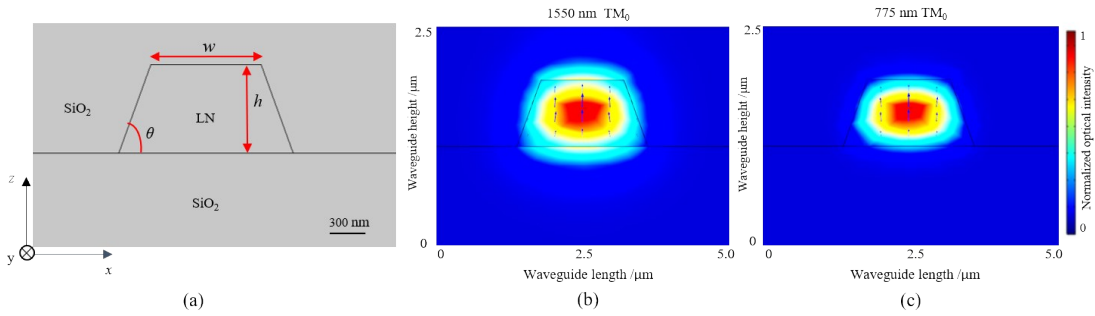 w
h
SiO2
LN
θ
SiO2
300 nm
z
y
x
(a)
1550 nm TM0
2.5
Waveguide height /μm
0
0
2.5
5.0
Waveguide length /μm
(b)
775 nm TM0
2.5
Waveguide height /μm
0
0
2.5
5.0
Waveguide length /μm
(c)
1
Normalized optical intensity
0